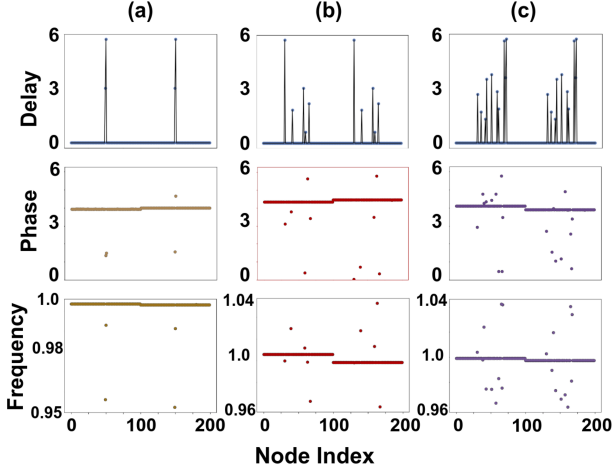 (a) (b) (c)
Delay
6 6 6
3 3 3
0 0 0
Phase
6 6 6
3 3 3
0 0 0
Frequency
1.0 1.04 1.04
0.98 1.0 1.0
0.95 0.96 0.96
0 100 200 0 100 200 0 100 200
Node Index